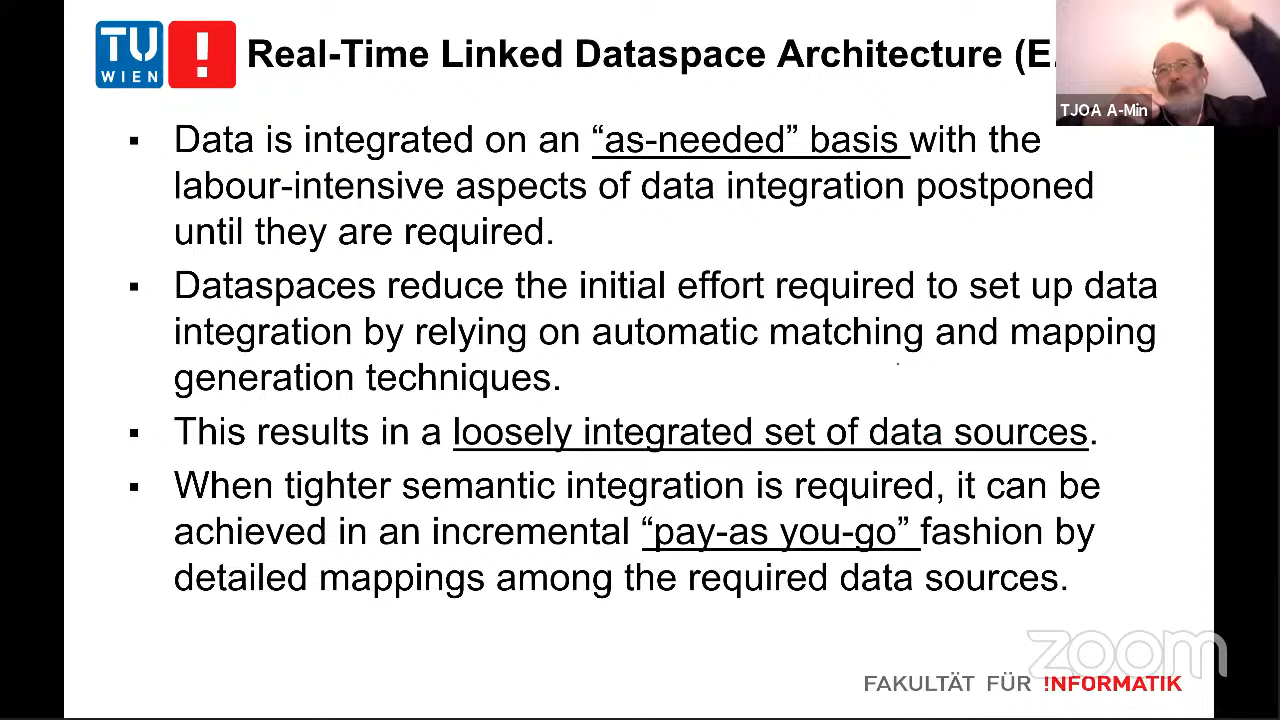 TU
WIEN
!
Real-Time Linked Dataspace Architecture (E.
TJOA A-Min
▪ Data is integrated on an “as-needed” basis with the
labour-intensive aspects of data integration postponed
until they are required.
▪ Dataspaces reduce the initial effort required to set up data
integration by relying on automatic matching and mapping
generation techniques.
▪ This results in a loosely integrated set of data sources.
▪ When tighter semantic integration is required, it can be
achieved in an incremental “pay-as you-go” fashion by
detailed mappings among the required data sources.
zoom
FAKULTÄT FÜR !NFORMATIK